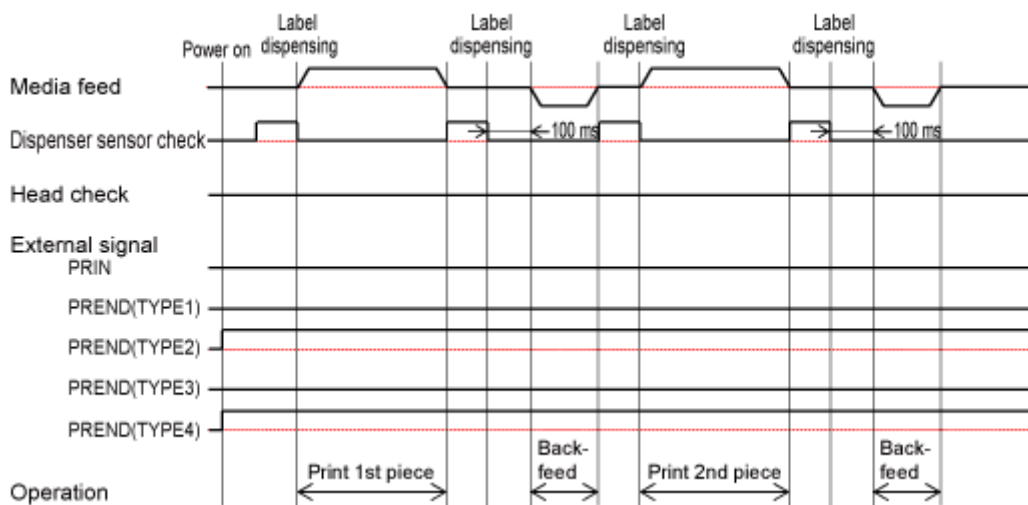 Label
dispensing
Label
dispensing
Label
dispensing
Label
dispensing
Power on
Media feed
Dispenser sensor check
100 ms
100 ms
Head check
External signal
PRIN
PREND(TYPE1)
PREND(TYPE2)
PREND(TYPE3)
PREND(TYPE4)
Operation
Print 1st piece
Back-
feed
Print 2nd piece
Back-
feed